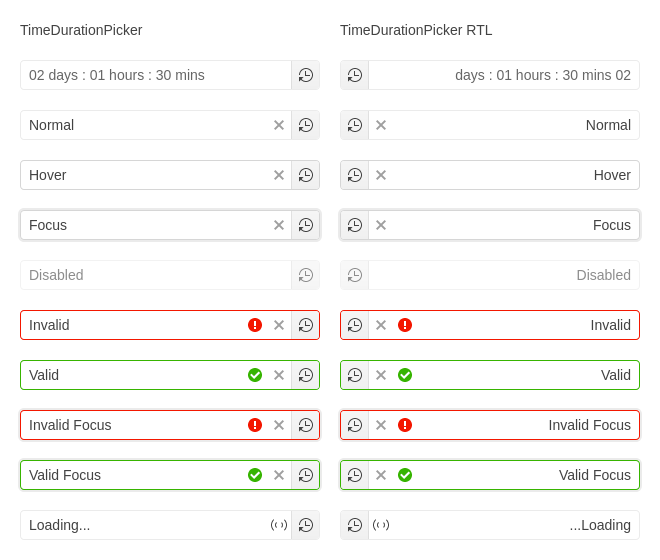 TimeDurationPicker
TimeDurationPicker RTL
02 days : 01 hours : 30 mins
days : 01 hours : 30 mins 02
Normal
Normal
Hover
Hover
Focus
Focus
Disabled
Disabled
Invalid
Invalid
Valid
Valid
Invalid Focus
Invalid Focus
Valid Focus
Valid Focus
Loading...
...Loading